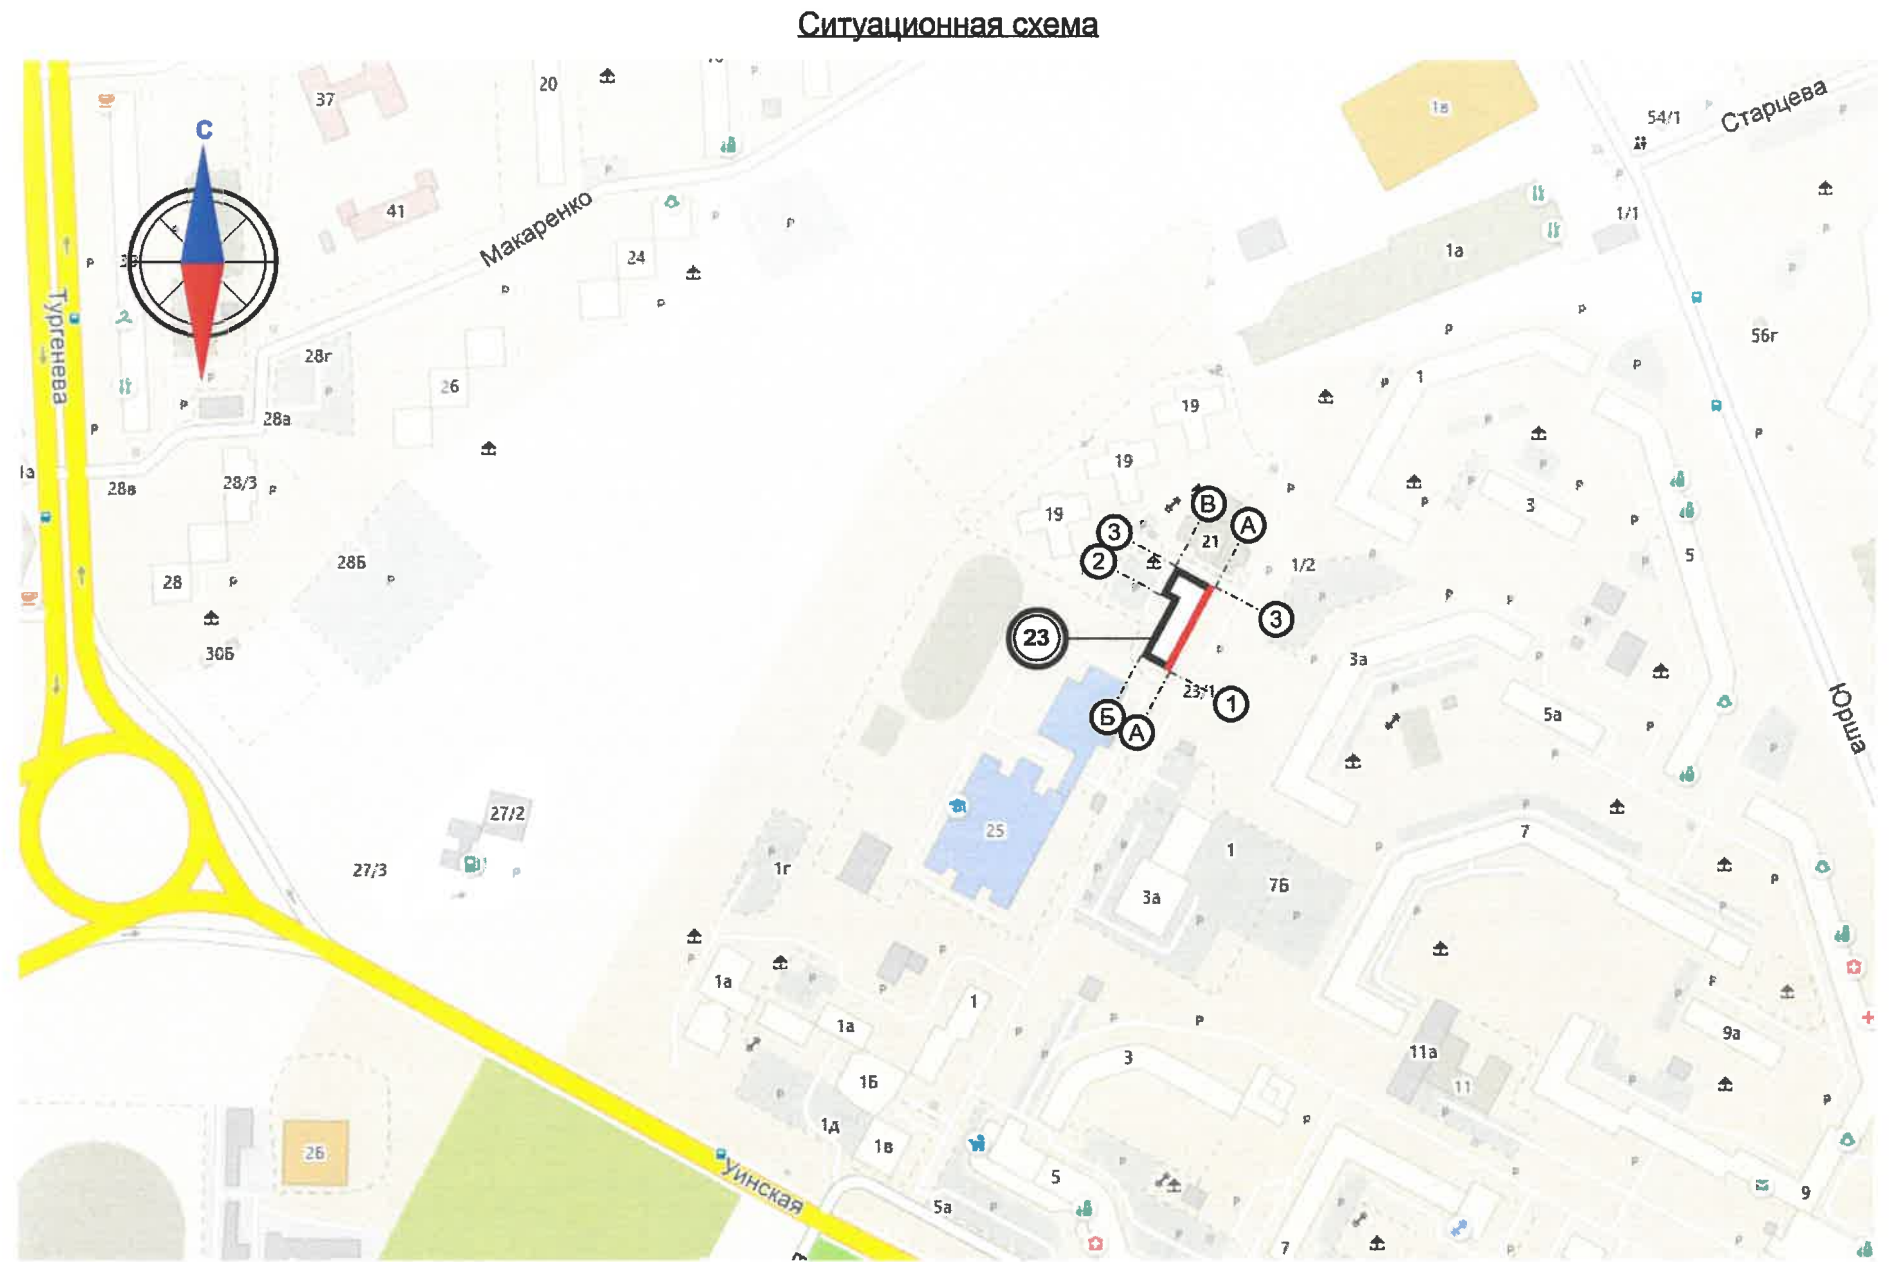 Ситуационная схема
37
20
1в
54/1
Старцева
С
41
Макаренко
24
1/1
1а
Тургенева
28г
26
56г
1
28а
19
19
28/3
28в
3
19
В
А
3
21
2
5
1/2
28Б
28
3
23
30Б
3а
23/1
1
5а
Б
А
Юрша
27/2
25
7
27/3
1г
1
7Б
3а
1а
1
1а
9а
11а
3
11
1Б
1д
1в
2Б
5
Уинская
5а
9
7